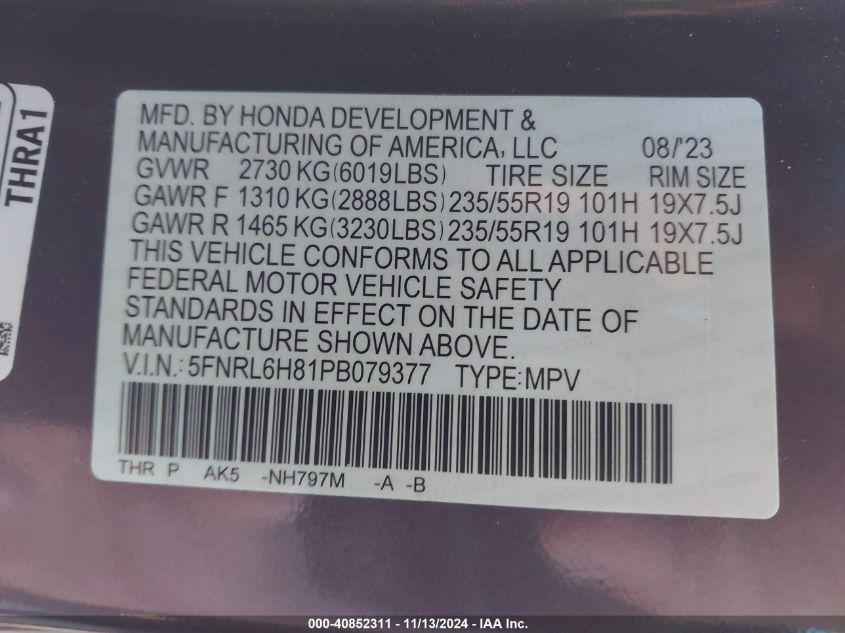 THRA1
MFD. BY HONDA DEVELOPMENT &
MANUFACTURING OF AMERICA, LLC 08/'23
GVWR 2730 KG(6019LBS) TIRE SIZE RIM SIZE
GAWR F 1310 KG(2888LBS) 235/55R19 101H 19X7.5J
GAWR R 1465 KG(3230LBS) 235/55R19 101H 19X7.5J
THIS VEHICLE CONFORMS TO ALL APPLICABLE
FEDERAL MOTOR VEHICLE SAFETY
STANDARDS IN EFFECT ON THE DATE OF
MANUFACTURE SHOWN ABOVE.
V.I.N.: 5FNRL6H81PB079377 TYPE: MPV
THR P AK5 -NH797M -A -B
000-40852311 - 11/13/2024 - IAA Inc.